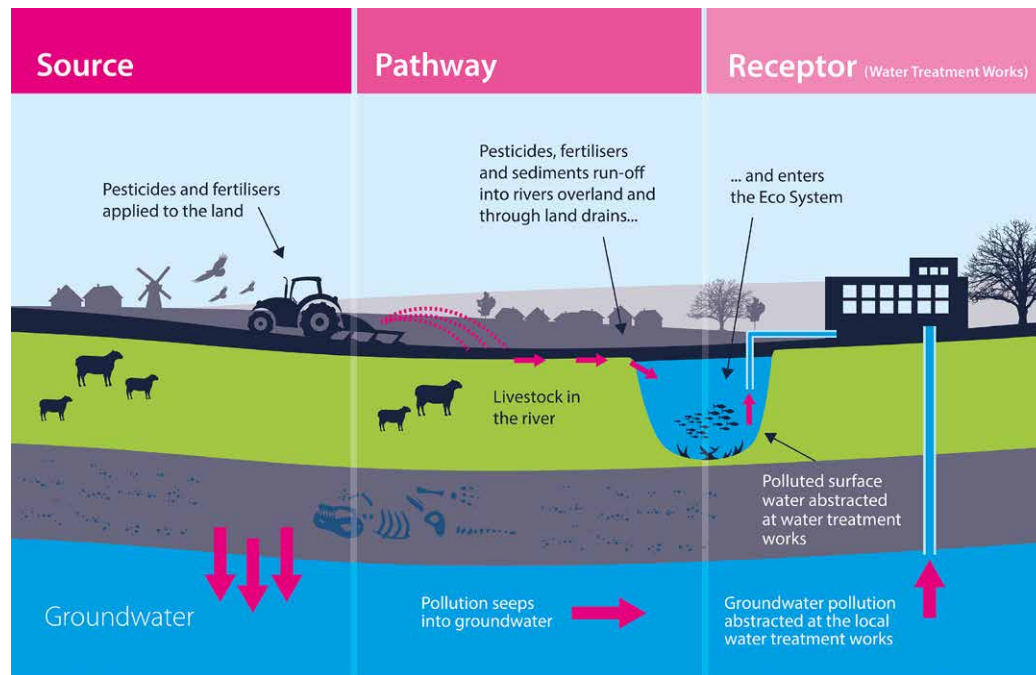 Source
Pathway
Receptor (Water Treatment Works)
Pesticides and fertilisers
applied to the land
Pesticides, fertilisers
and sediments run-off
into rivers overland and
through land drains...
... and enters
the Eco System
Livestock in
the river
Polluted surface
water abstracted
at water treatment
works
Groundwater
Pollution seeps
into groundwater
Groundwater pollution
abstracted at the local
water treatment works